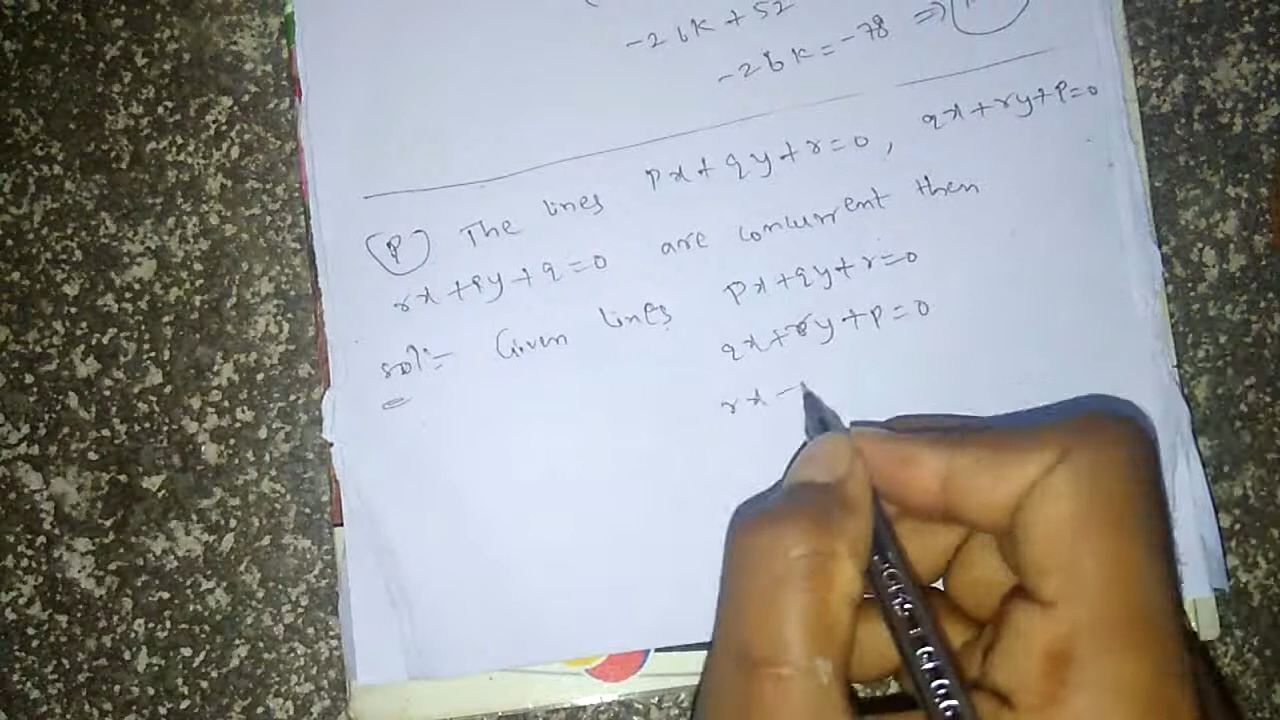 -26k + 52
-26k = -78 ⇒
(P) The lines px + qy + r = 0, qx + ry + p = 0
rx + qy + q = 0 are concurrent then
sol:- Given lines px + qy + r = 0
qx + ry + p = 0
rx -